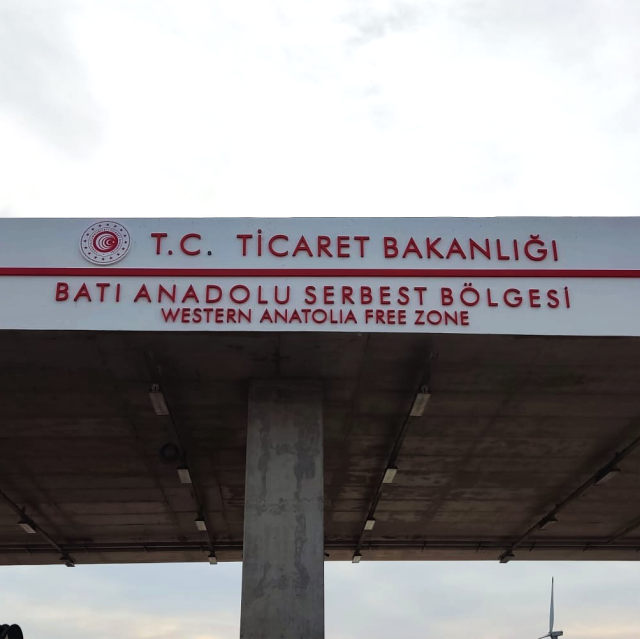 T.C. TİCARET BAKANLIĞI
BATI ANADOLU SERBEST BÖLGESİ
WESTERN ANATOLIA FREE ZONE